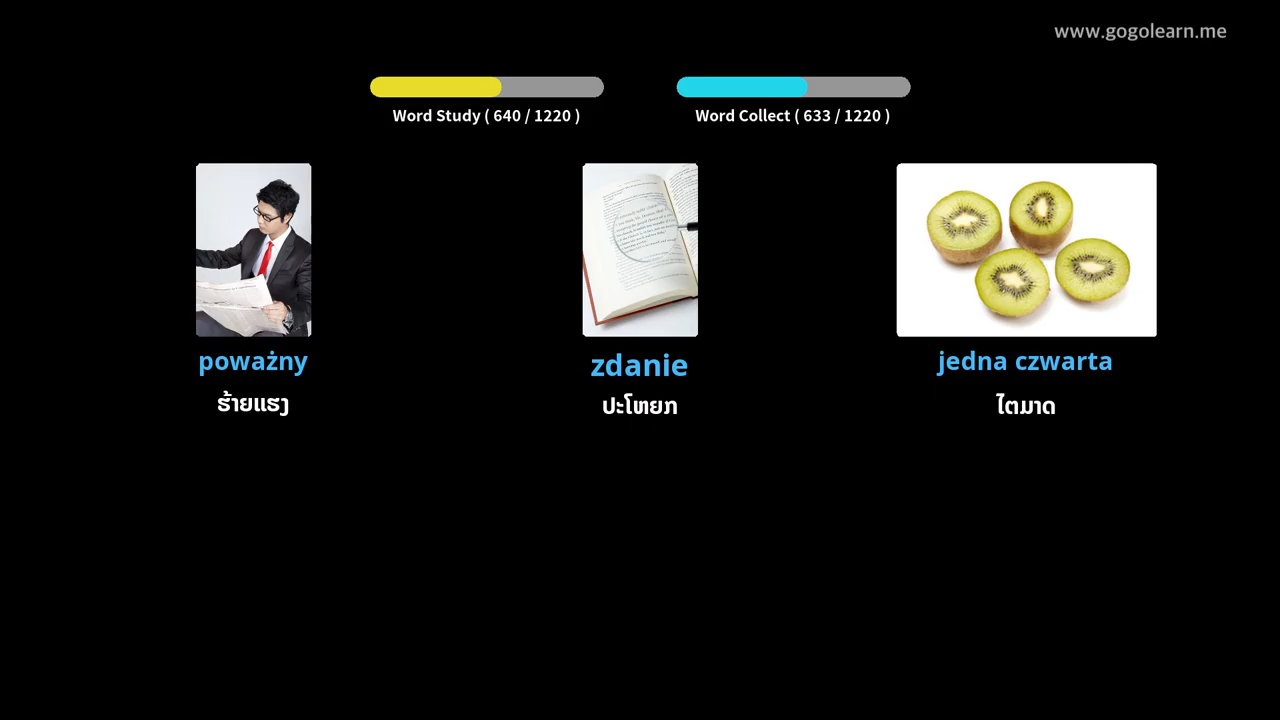 www.gogolearn.me
Word Study ( 640 / 1220 )
Word Collect ( 633 / 1220 )
poważny
zdanie
jedna czwarta
ຮ້າຍແຮງ
ປະໂຫຍກ
ໄຕມາດ